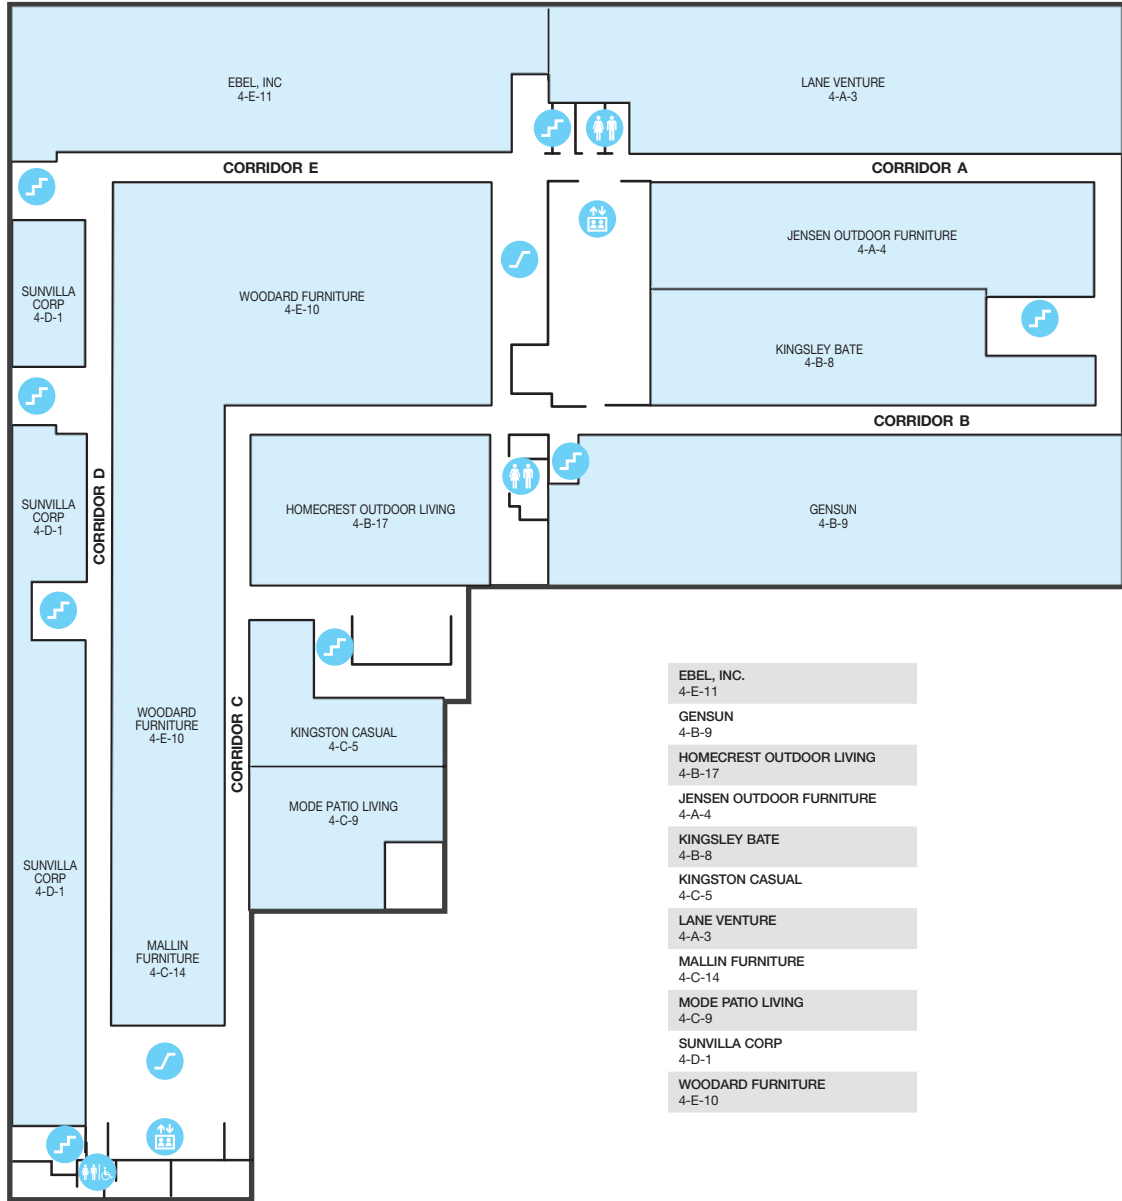 EBEL, INC
4-E-11
LANE VENTURE
4-A-3
CORRIDOR E
CORRIDOR A
JENSEN OUTDOOR FURNITURE
4-A-4
SUNVILLA
CORP
4-D-1
WOODARD FURNITURE
4-E-10
KINGSLEY BATE
4-B-8
CORRIDOR B
CORRIDOR D
SUNVILLA
CORP
4-D-1
HOMECREST OUTDOOR LIVING
4-B-17
GENSUN
4-B-9
WOODARD
FURNITURE
4-E-10
CORRIDOR C
KINGSTON CASUAL
4-C-5
MODE PATIO LIVING
4-C-9
SUNVILLA
CORP
4-D-1
MALLIN
FURNITURE
4-C-14
EBEL, INC.
4-E-11
GENSUN
4-B-9
HOMECREST OUTDOOR LIVING
4-B-17
JENSEN OUTDOOR FURNITURE
4-A-4
KINGSLEY BATE
4-B-8
KINGSTON CASUAL
4-C-5
LANE VENTURE
4-A-3
MALLIN FURNITURE
4-C-14
MODE PATIO LIVING
4-C-9
SUNVILLA CORP
4-D-1
WOODARD FURNITURE
4-E-10